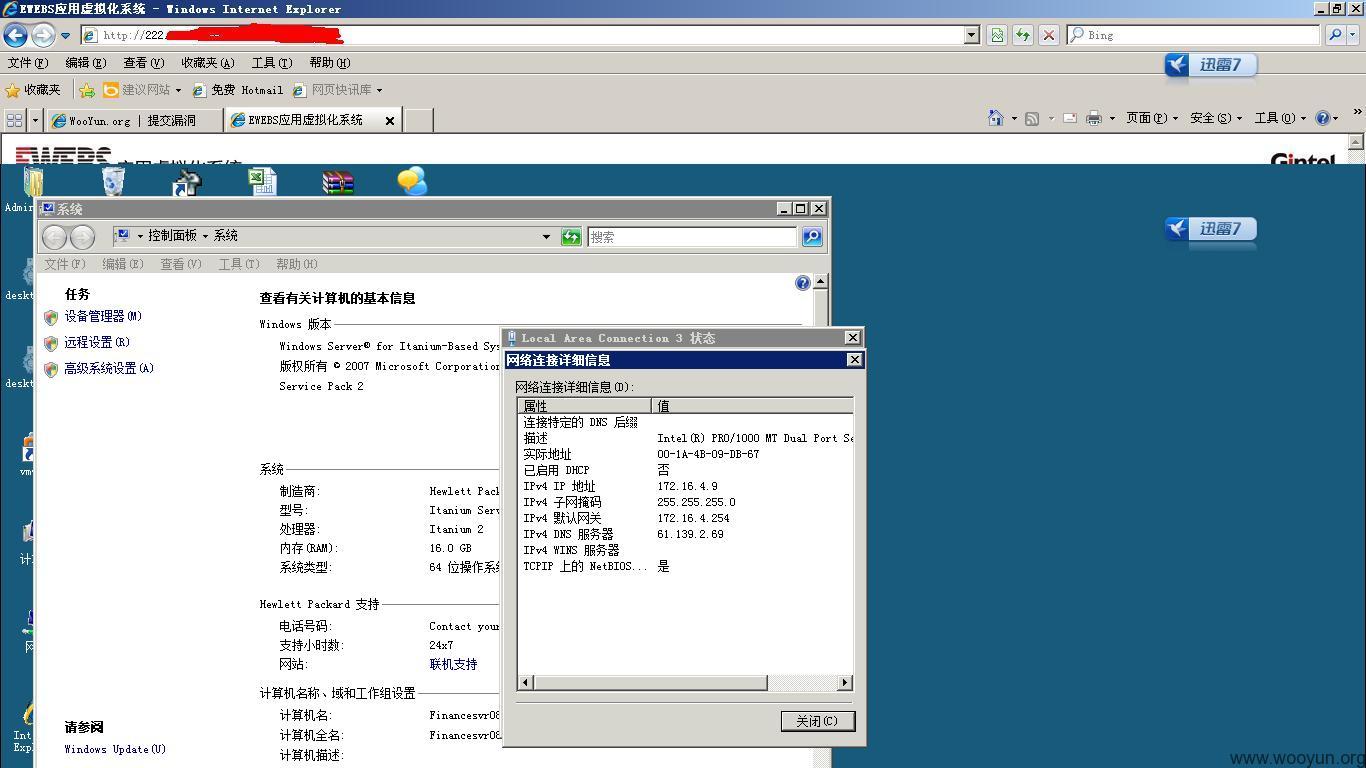 EWEBS应用虚拟化系统 - Windows Internet Explorer
http://222
Bing
文件(F) 编辑(E) 查看(V) 收藏夹(A) 工具(T) 帮助(H)
迅雷7
收藏夹 建议网站 免费 Hotmail 网页快讯库
WooYun.org | 提交漏洞 EWEBS应用虚拟化系统
页面(P) 安全(S) 工具(O)
EWEBS 应用虚拟化系统
Gintel
系统
迅雷7
控制面板 系统
搜索
文件(F) 编辑(E) 查看(V) 工具(T) 帮助(H)
任务
设备管理器(M)
远程设置(R)
高级系统设置(A)
查看有关计算机的基本信息
Windows 版本
Windows Server® for Itanium-Based
版权所有 © 2007 Microsoft Corporation
Service Pack 2
系统
制造商:
型号: Itanium
处理器: Itanium 2
内存(RAM): 16.0 GB
系统类型: 64 位操作系统
Hewlett Packard 支持
电话号码: Contact your
支持小时数: 24x7
网站: 联机支持
计算机名称、域和工作组设置
计算机名: Financesvr08
计算机全名: Financesvr08
计算机描述:
请参阅
Windows Update(U)
Local Area Connection 3 状态
网络连接详细信息
网络连接详细信息(D):
属性 值
连接特定的 DNS 后缀
描述 Intel(R) PRO/1000 MT Dual Port Se
实际地址 00-1A-4B-09-DB-67
已启用 DHCP 否
IPv4 IP 地址 172.16.4.9
IPv4 子网掩码 255.255.255.0
IPv4 默认网关 172.16.4.254
IPv4 DNS 服务器 61.139.2.69
IPv4 WINS 服务器
TCPIP 上的 NetBIOS... 是
关闭(C)
www.wooyun.org